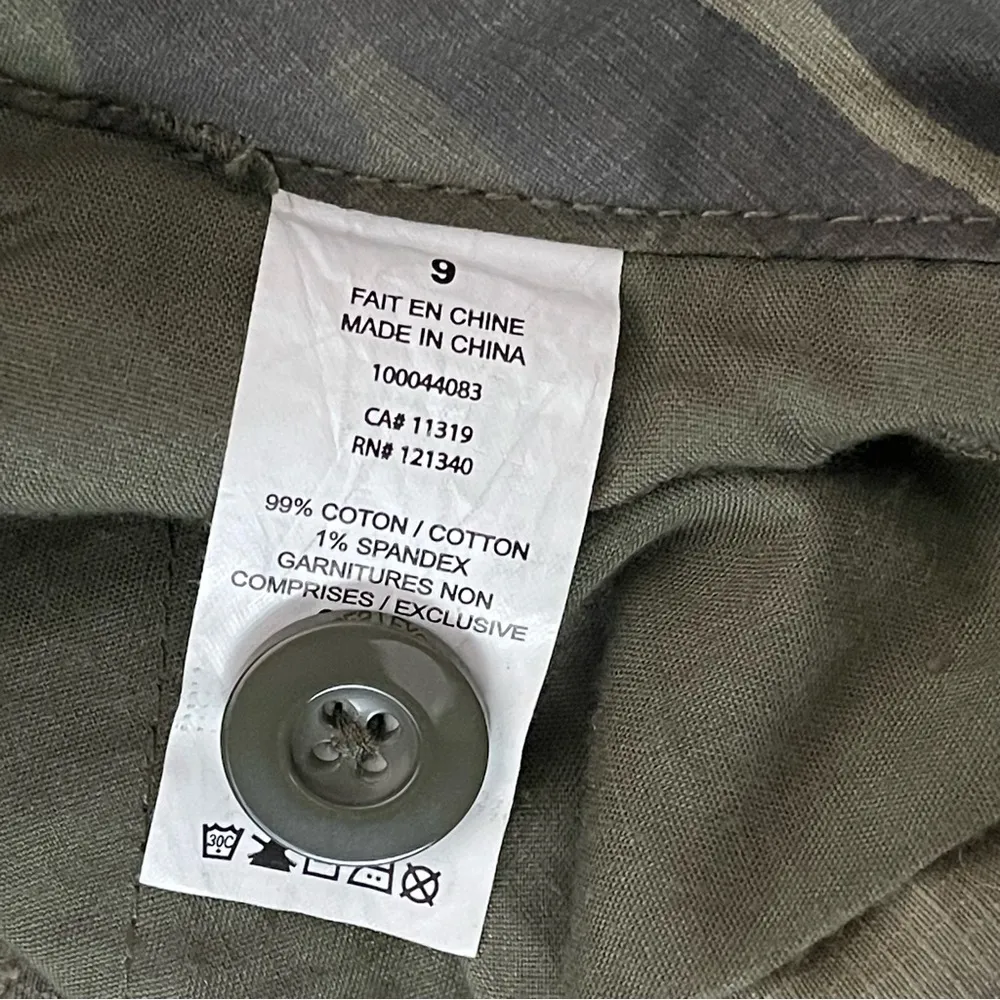 9
FAIT EN CHINE
MADE IN CHINA
100044083
CA# 11319
RN# 121340
99% COTON / COTTON
1% SPANDEX
GARNITURES NON
COMPRISES / EXCLUSIVE
30C